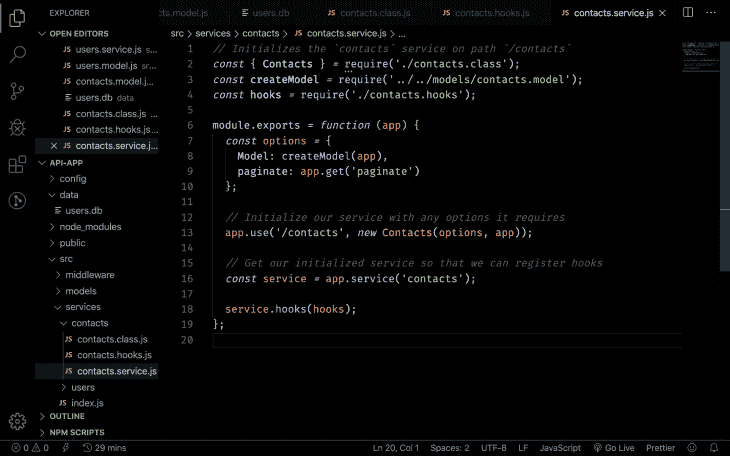 EXPLORER
cts.model.js
users.db
JS contacts.class.js
JS contacts.hooks.js
JS contacts.service.js
OPEN EDITORS
JS users.service.js s...
JS users.model.js s...
JS contacts.model.j...
users.db data
JS contacts.class.js ...
JS contacts.hooks.js...
JS contacts.service.j...
API-APP
config
data
users.db
node_modules
public
src
middleware
models
services
contacts
JS contacts.class.js
JS contacts.hooks.js
JS contacts.service.js
users
JS index.js
OUTLINE
NPM SCRIPTS
src > services > contacts > JS contacts.service.js > ...
1 // Initializes the `contacts` service on path `/contacts`
2 const { Contacts } = require('./contacts.class');
3 const createModel = require('../../models/contacts.model');
4 const hooks = require('./contacts.hooks');
5
6 module.exports = function (app) {
7 const options = {
8 Model: createModel(app),
9 paginate: app.get('paginate')
10 };
11
12 // Initialize our service with any options it requires
13 app.use('/contacts', new Contacts(options, app));
14
15 // Get our initialized service so that we can register hooks
16 const service = app.service('contacts');
17
18 service.hooks(hooks);
19 };
20
0 0 29 mins
Ln 20, Col 1 Spaces: 2 UTF-8 LF JavaScript Go Live Prettier